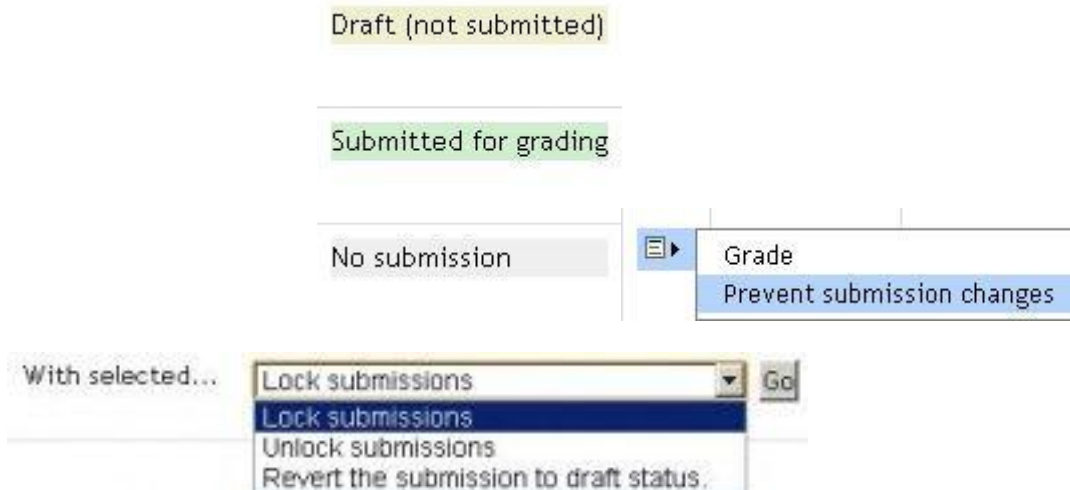 Draft (not submitted)
Submitted for grading
No submission
Grade
Prevent submission changes
With selected...
Lock submissions
Go
Lock submissions
Unlock submissions
Revert the submission to draft status.